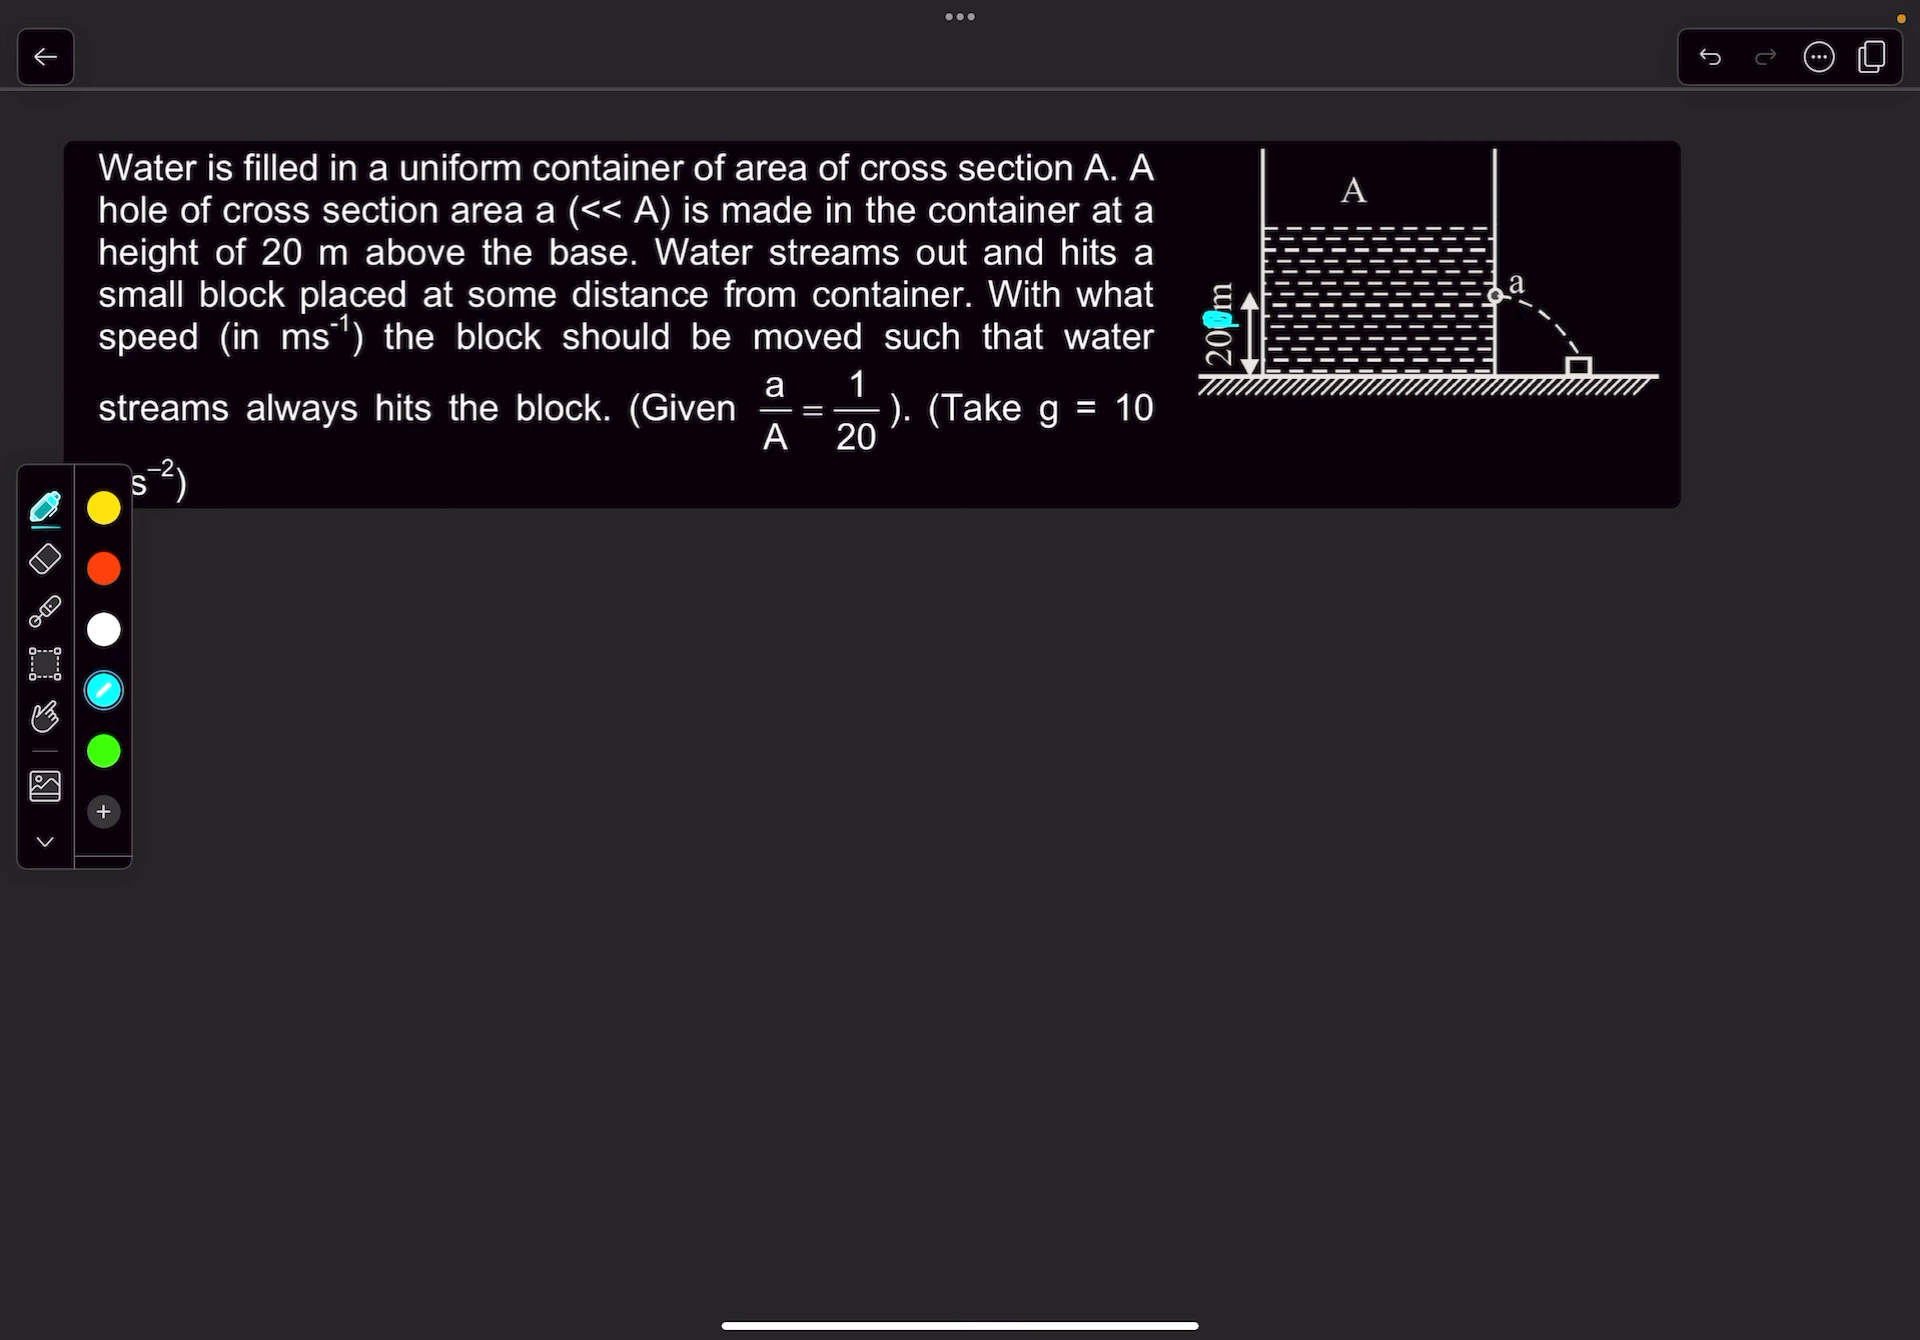 Water is filled in a uniform container of area of cross section A. A
hole of cross section area a (<< A) is made in the container at a
height of 20 m above the base. Water streams out and hits a
small block placed at some distance from container. With what
speed (in ms⁻¹) the block should be moved such that water
streams always hits the block. (Given a/A = 1/20). (Take g = 10
s⁻²)
A
a
20 m